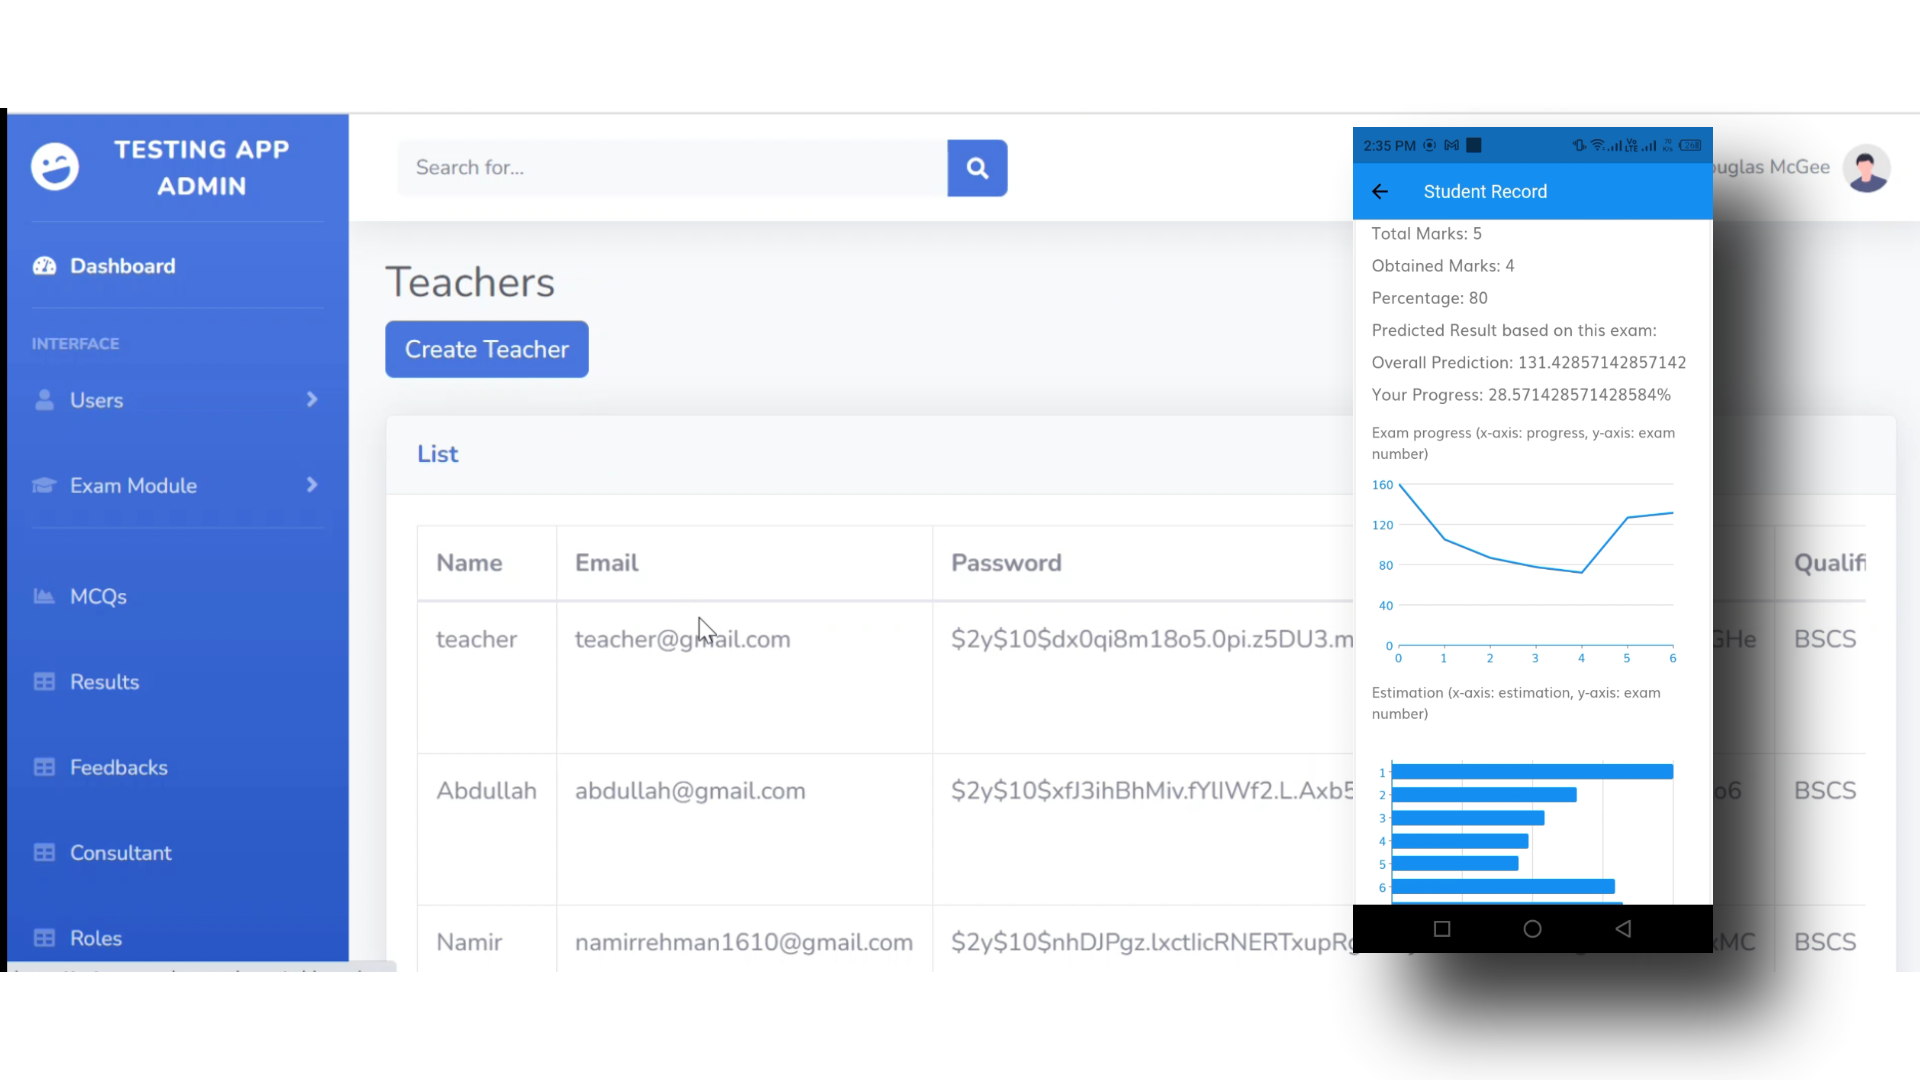 TESTING APP
ADMIN
Dashboard
INTERFACE
Users
Exam Module
MCQs
Results
Feedbacks
Consultant
Roles
Search for...
uglas McGee
Teachers
Create Teacher
List
Name Email Password Qualifi
teacher teacher@gmail.com $2y$10$dx0qi8m18o5.0pi.z5DU3.m GHe BSCS
Abdullah abdullah@gmail.com $2y$10$xfJ3ihBhMiv.fYlIWf2.L.Axb5 o6 BSCS
Namir namirrehman1610@gmail.com $2y$10$nhDJPgz.lxctIicRNERTxupR xMC BSCS
2:35 PM
Student Record
Total Marks: 5
Obtained Marks: 4
Percentage: 80
Predicted Result based on this exam:
Overall Prediction: 131.42857142857142
Your Progress: 28.571428571428584%
Exam progress (x-axis: progress, y-axis: exam
number)
160
120
80
40
0
0 1 2 3 4 5 6
Estimation (x-axis: estimation, y-axis: exam
number)
1
2
3
4
5
6